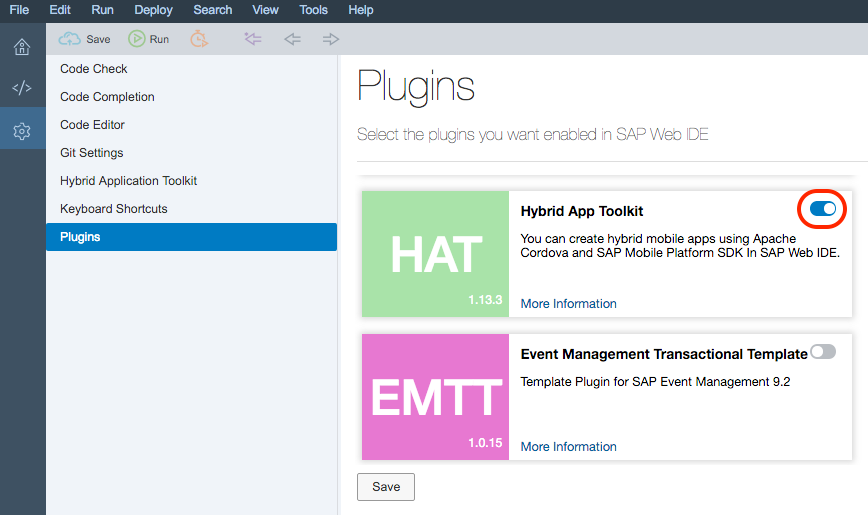 File Edit Run Deploy Search View Tools Help
Save Run
Code Check
Code Completion
Code Editor
Git Settings
Hybrid Application Toolkit
Keyboard Shortcuts
Plugins
Plugins
Select the plugins you want enabled in SAP Web IDE
HAT
1.13.3
Hybrid App Toolkit
You can create hybrid mobile apps using Apache
Cordova and SAP Mobile Platform SDK In SAP Web IDE.
More Information
EMTT
1.0.15
Event Management Transactional Template
Template Plugin for SAP Event Management 9.2
More Information
Save